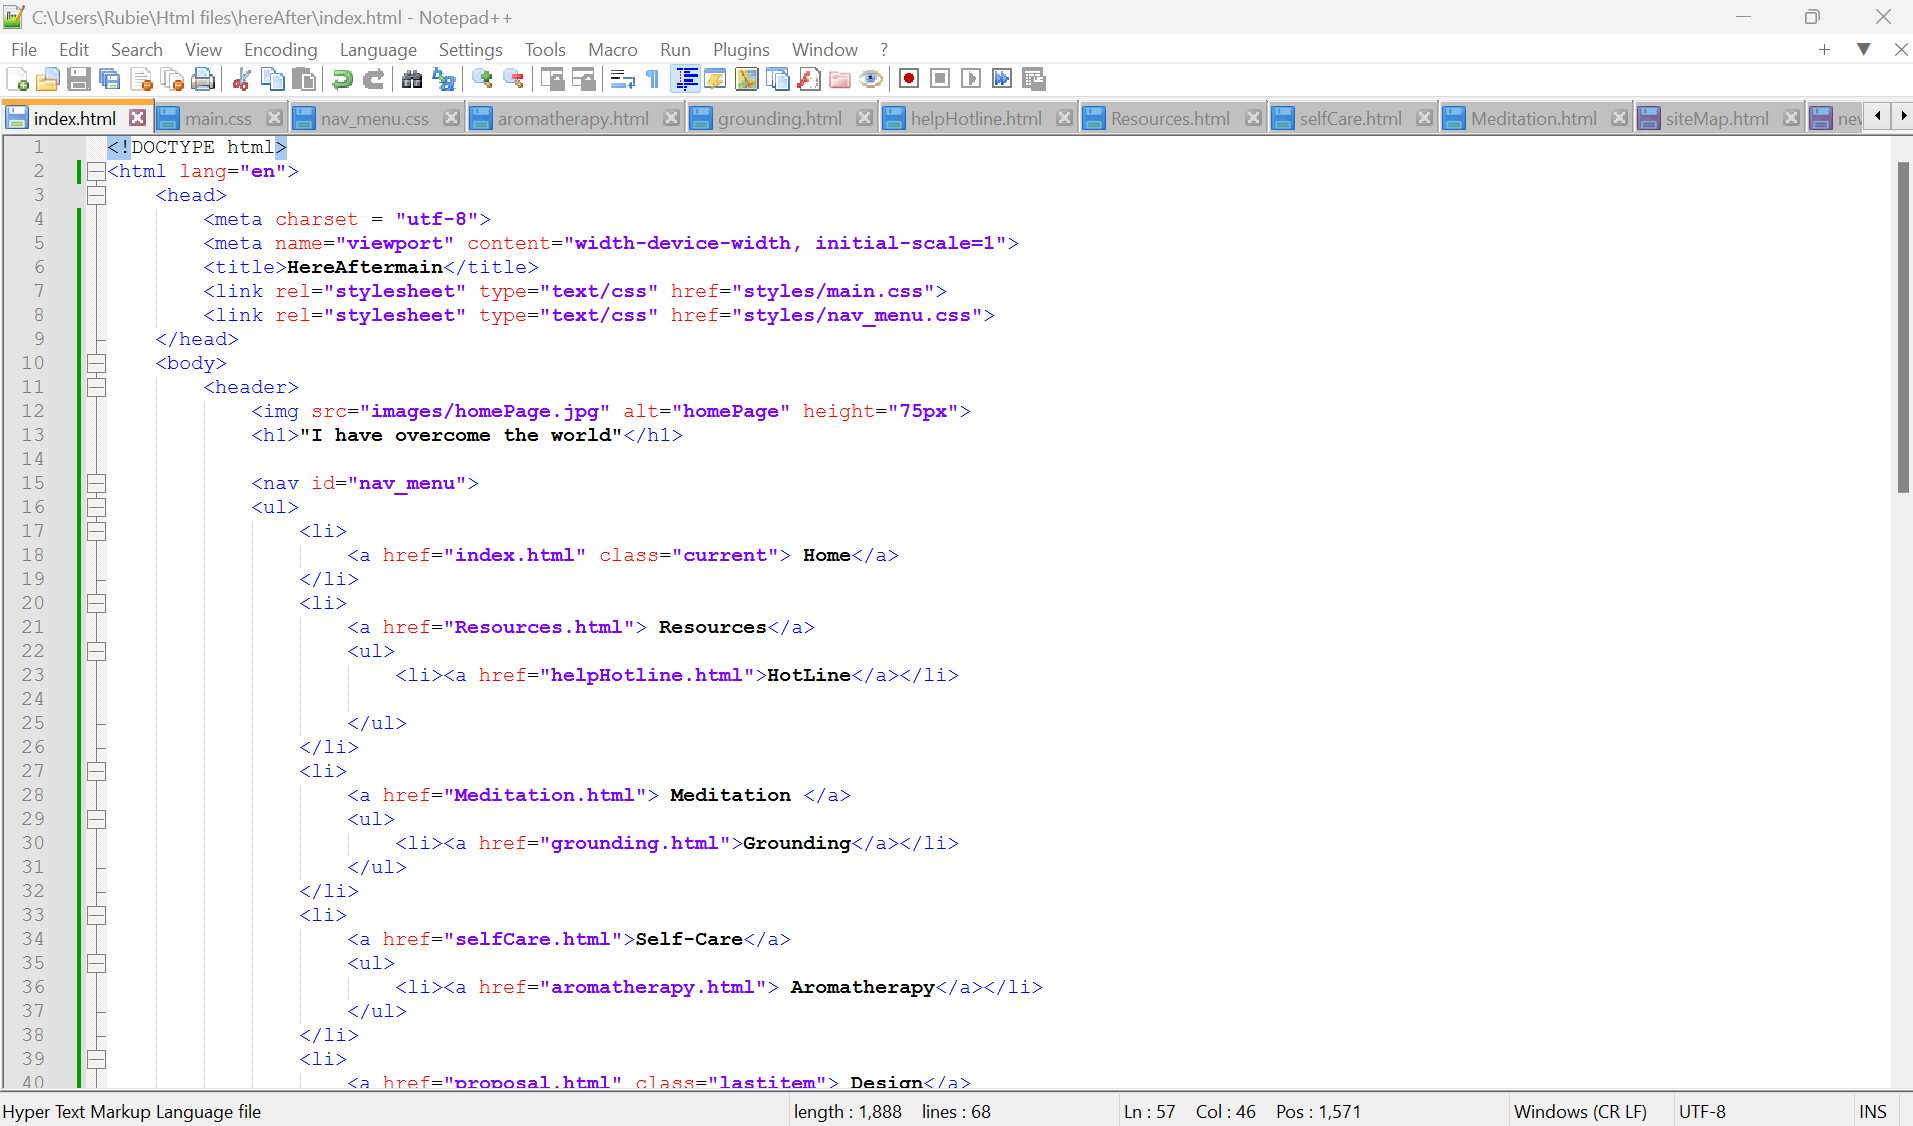 C:\Users\Rubie\Html files\hereAfter\index.html - Notepad++
File Edit Search View Encoding Language Settings Tools Macro Run Plugins Window ?
index.html main.css nav_menu.css aromatherapy.html grounding.html helpHotline.html Resources.html selfCare.html Meditation.html siteMap.html
1 <!DOCTYPE html>
2 <html lang="en">
3 <head>
4 <meta charset = "utf-8">
5 <meta name="viewport" content="width-device-width, initial-scale=1">
6 <title>HereAftermain</title>
7 <link rel="stylesheet" type="text/css" href="styles/main.css">
8 <link rel="stylesheet" type="text/css" href="styles/nav_menu.css">
9 </head>
10 <body>
11 <header>
12 <img src="images/homePage.jpg" alt="homePage" height="75px">
13 <h1>"I have overcome the world"</h1>
14
15 <nav id="nav_menu">
16 <ul>
17 <li>
18 <a href="index.html" class="current"> Home</a>
19 </li>
20 <li>
21 <a href="Resources.html"> Resources</a>
22 <ul>
23 <li><a href="helpHotline.html">HotLine</a></li>
24
25 </ul>
26 </li>
27 <li>
28 <a href="Meditation.html"> Meditation </a>
29 <ul>
30 <li><a href="grounding.html">Grounding</a></li>
31 </ul>
32 </li>
33 <li>
34 <a href="selfCare.html">Self-Care</a>
35 <ul>
36 <li><a href="aromatherapy.html"> Aromatherapy</a></li>
37 </ul>
38 </li>
39 <li>
40 <a href="proposal.html" class="lastitem"> Design</a>
Hyper Text Markup Language file length : 1,888 lines : 68 Ln : 57 Col : 46 Pos : 1,571 Windows (CR LF) UTF-8 INS